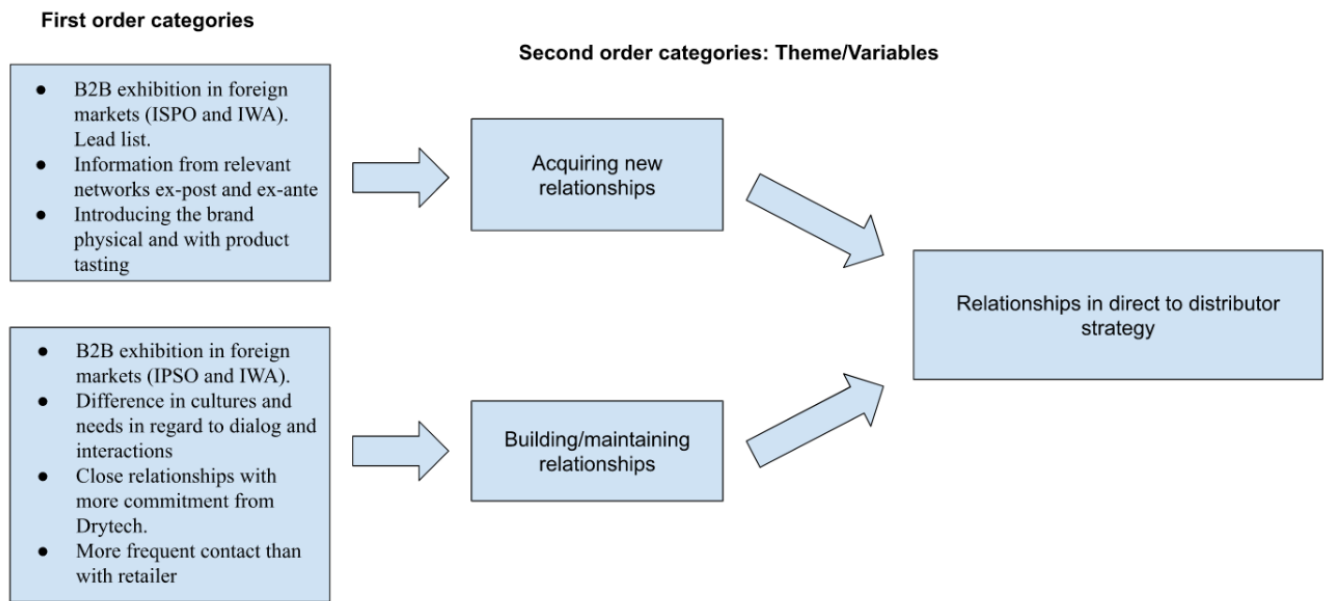 First order categories
Second order categories: Theme/Variables
● B2B exhibition in foreign
markets (ISPO and IWA).
Lead list.
● Information from relevant
networks ex-post and ex-ante
● Introducing the brand
physical and with product
tasting
Acquiring new
relationships
Relationships in direct to distributor
strategy
● B2B exhibition in foreign
markets (IPSO and IWA).
● Difference in cultures and
needs in regard to dialog and
interactions
● Close relationships with
more commitment from
Drytech.
● More frequent contact than
with retailer
Building/maintaining
relationships